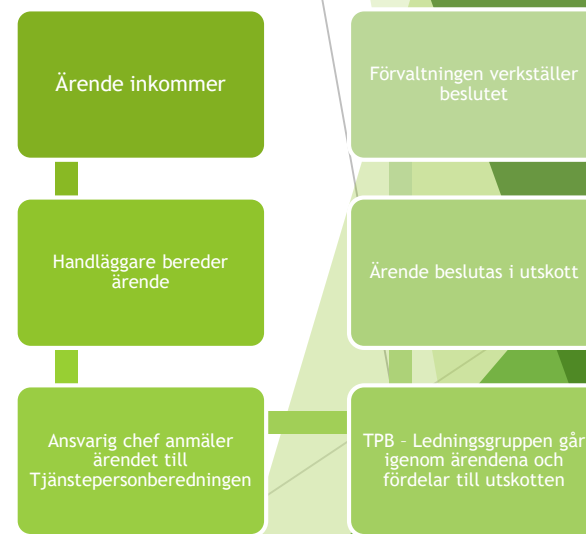 Ärende inkommer
Handläggare bereder
ärende
Ansvarig chef anmäler
ärendet till
Tjänstepersonberedningen
TPB – Ledningsgruppen går
igenom ärendena och
fördelar till utskotten
Ärende beslutas i utskott
Förvaltningen verkställer
beslutet